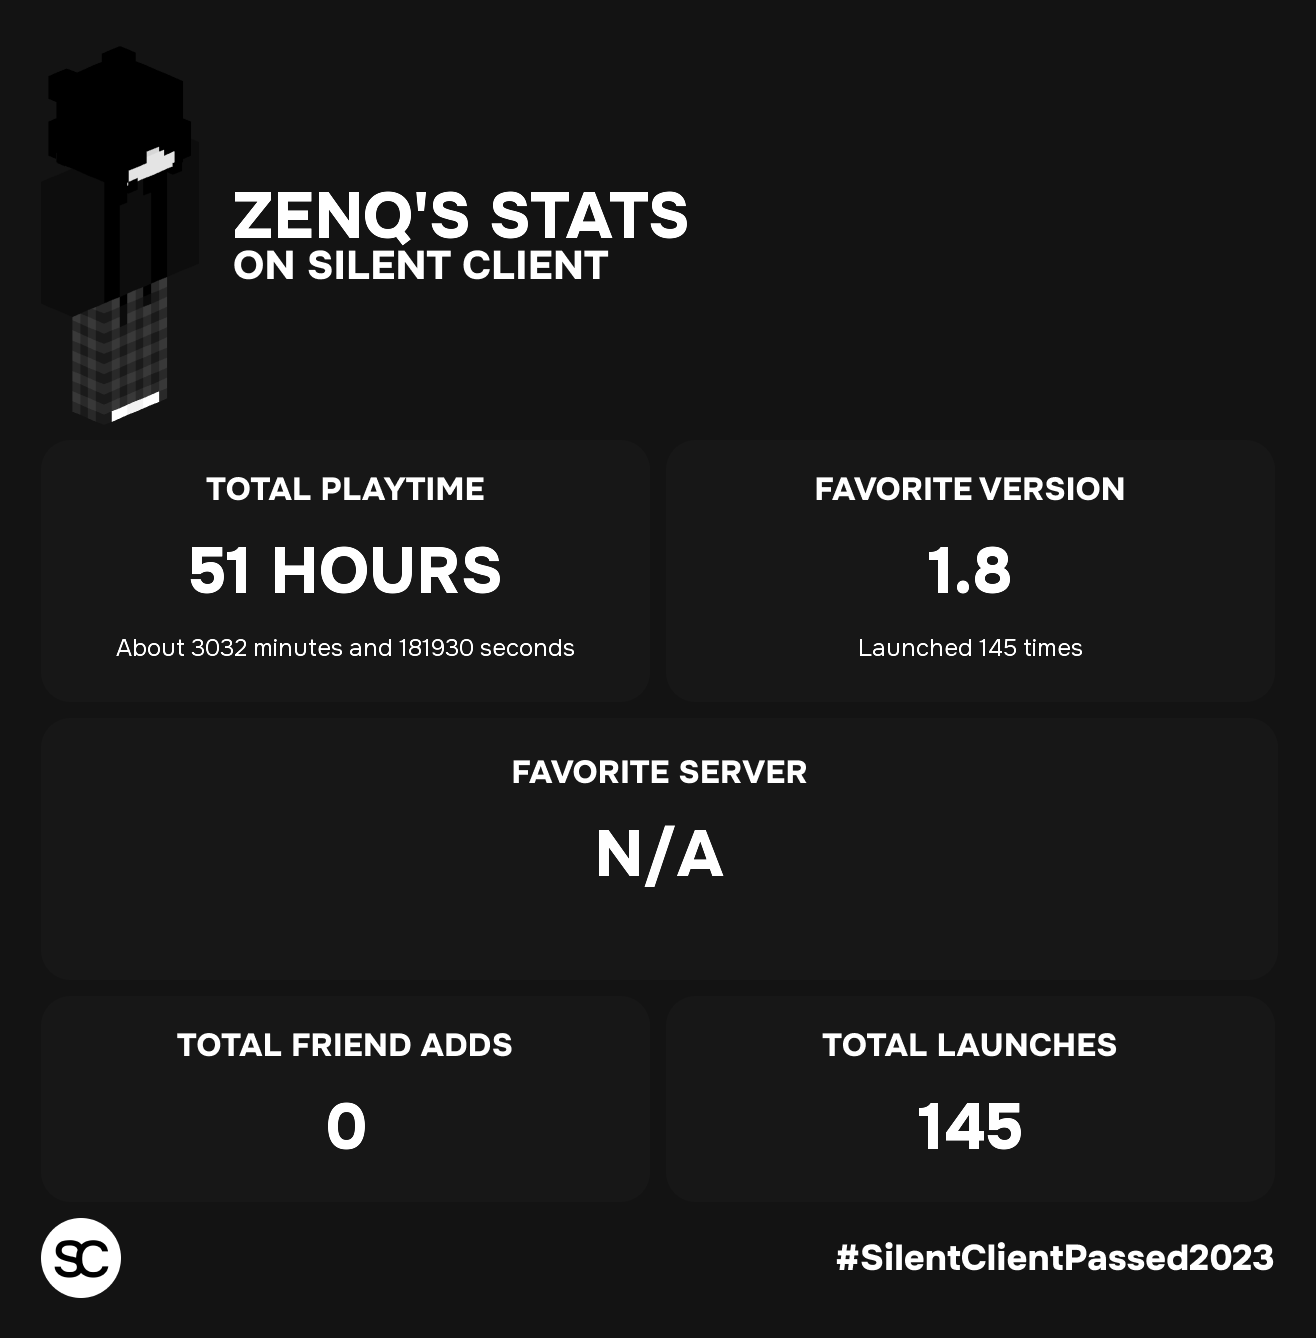 ZENQ'S STATS
ON SILENT CLIENT
TOTAL PLAYTIME
51 HOURS
About 3032 minutes and 181930 seconds
FAVORITE VERSION
1.8
Launched 145 times
FAVORITE SERVER
N/A
TOTAL FRIEND ADDS
0
TOTAL LAUNCHES
145
SC
#SilentClientPassed2023